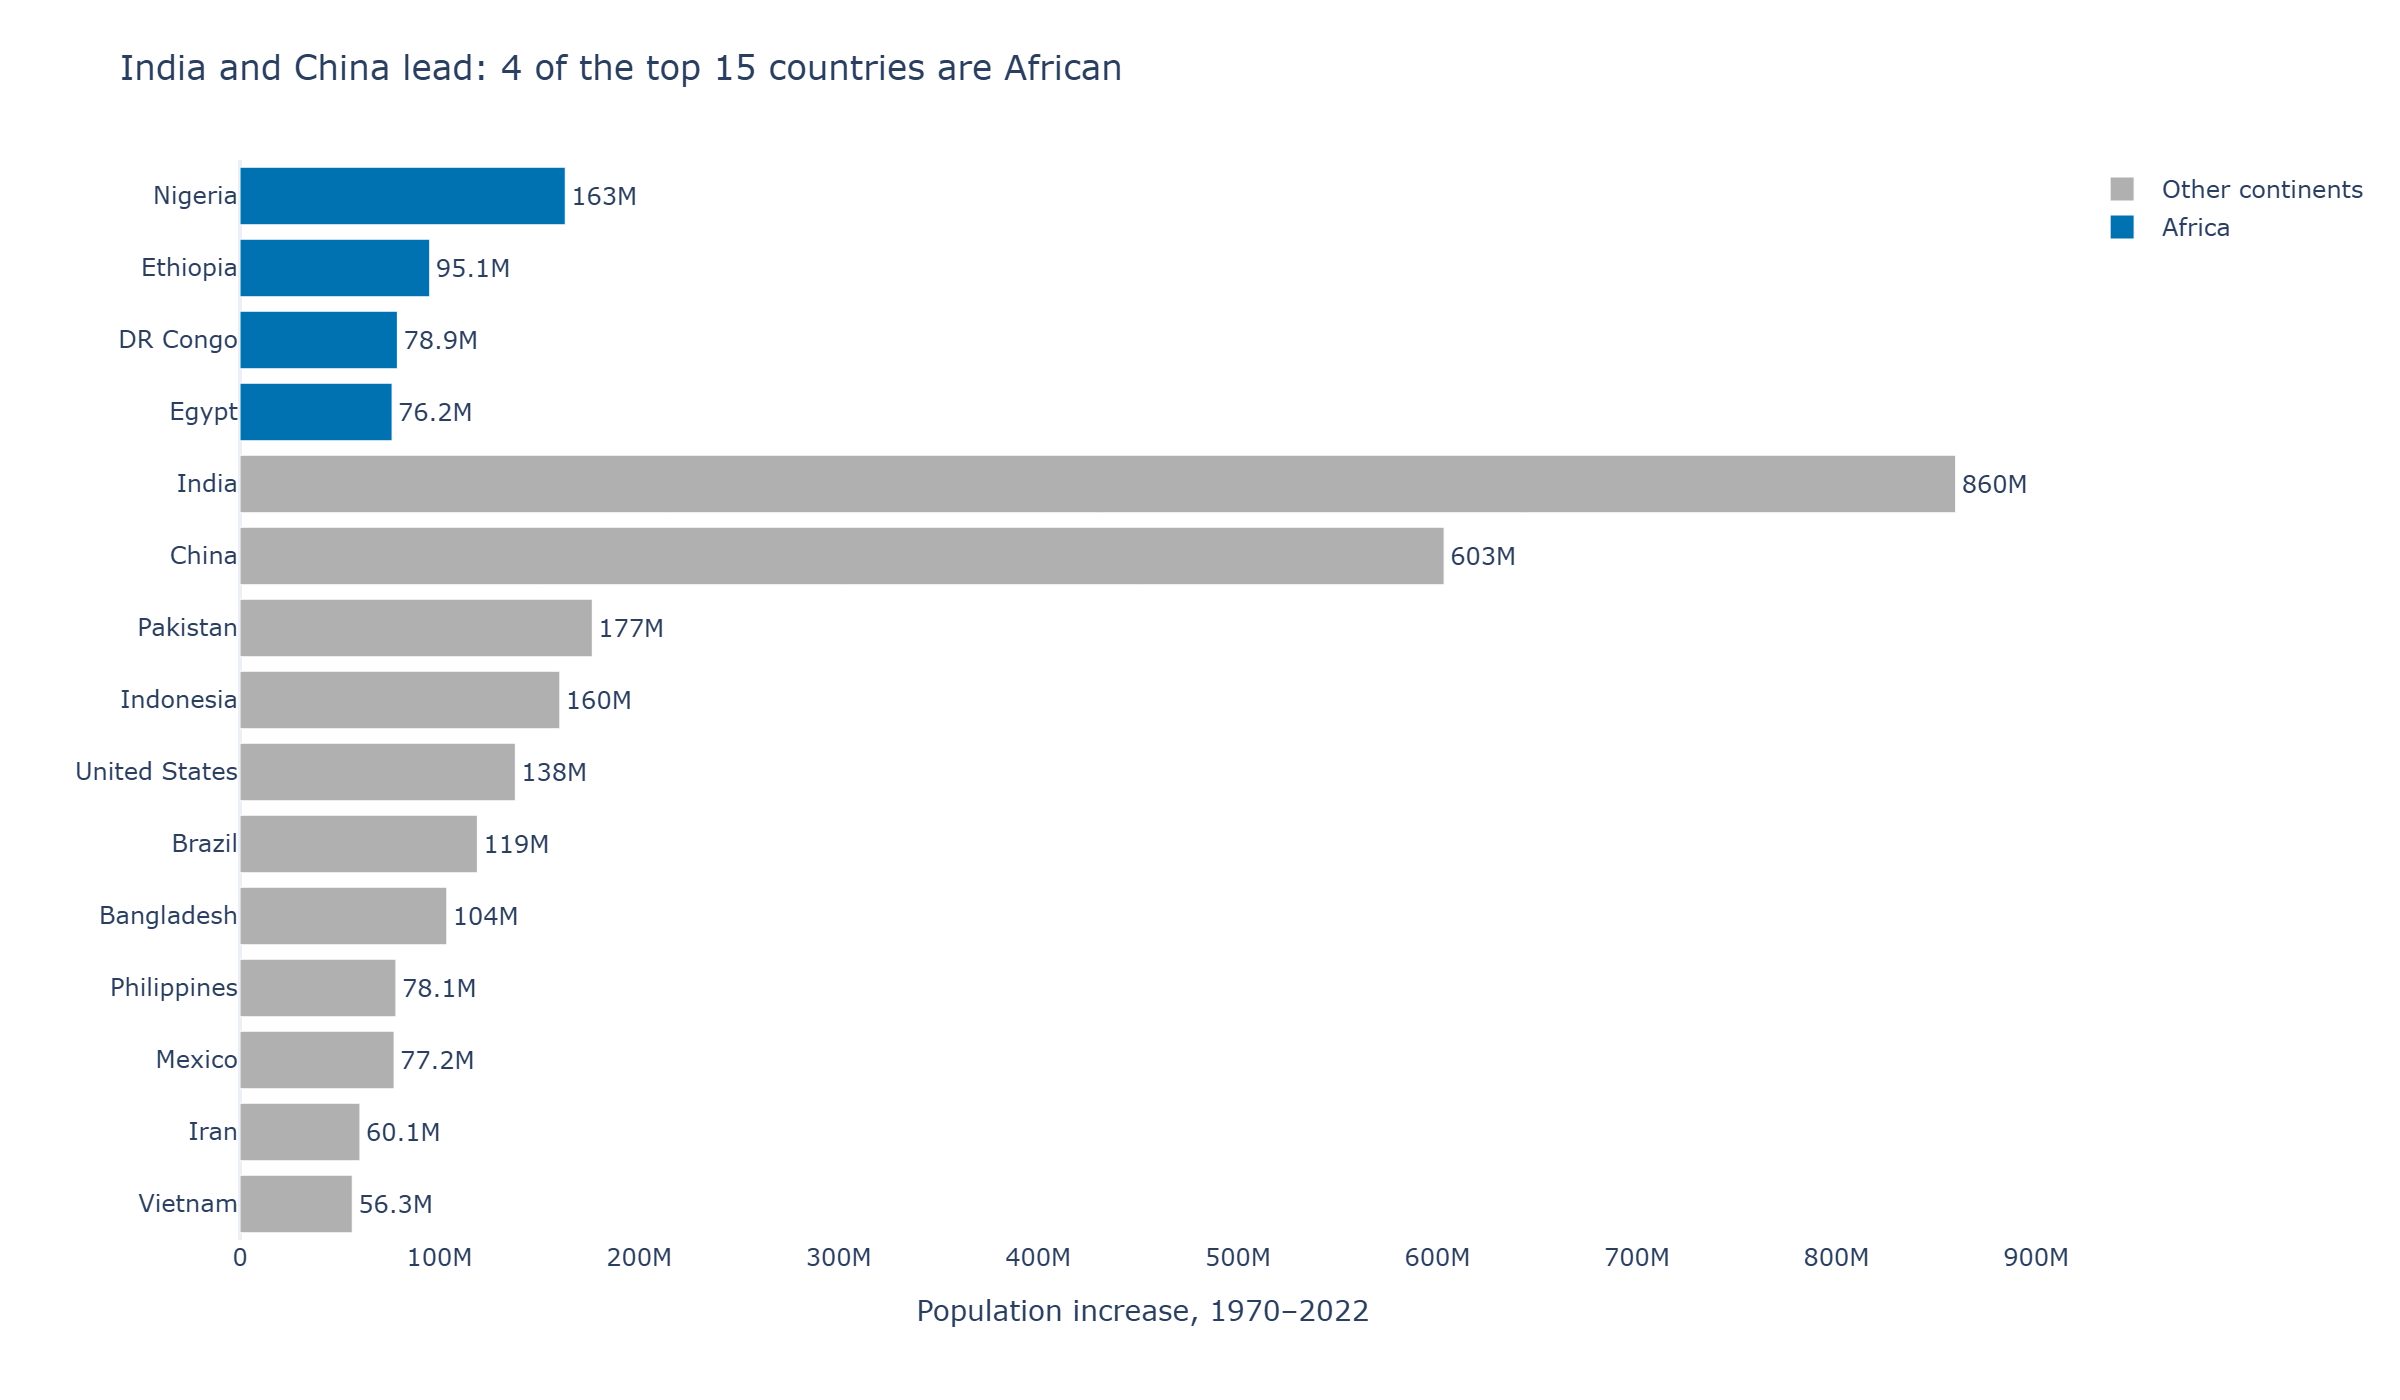 India and China lead: 4 of the top 15 countries are African
Nigeria 163M
Ethiopia 95.1M
DR Congo 78.9M
Egypt 76.2M
India 860M
China 603M
Pakistan 177M
Indonesia 160M
United States 138M
Brazil 119M
Bangladesh 104M
Philippines 78.1M
Mexico 77.2M
Iran 60.1M
Vietnam 56.3M
0 100M 200M 300M 400M 500M 600M 700M 800M 900M
Population increase, 1970–2022
Other continents
Africa